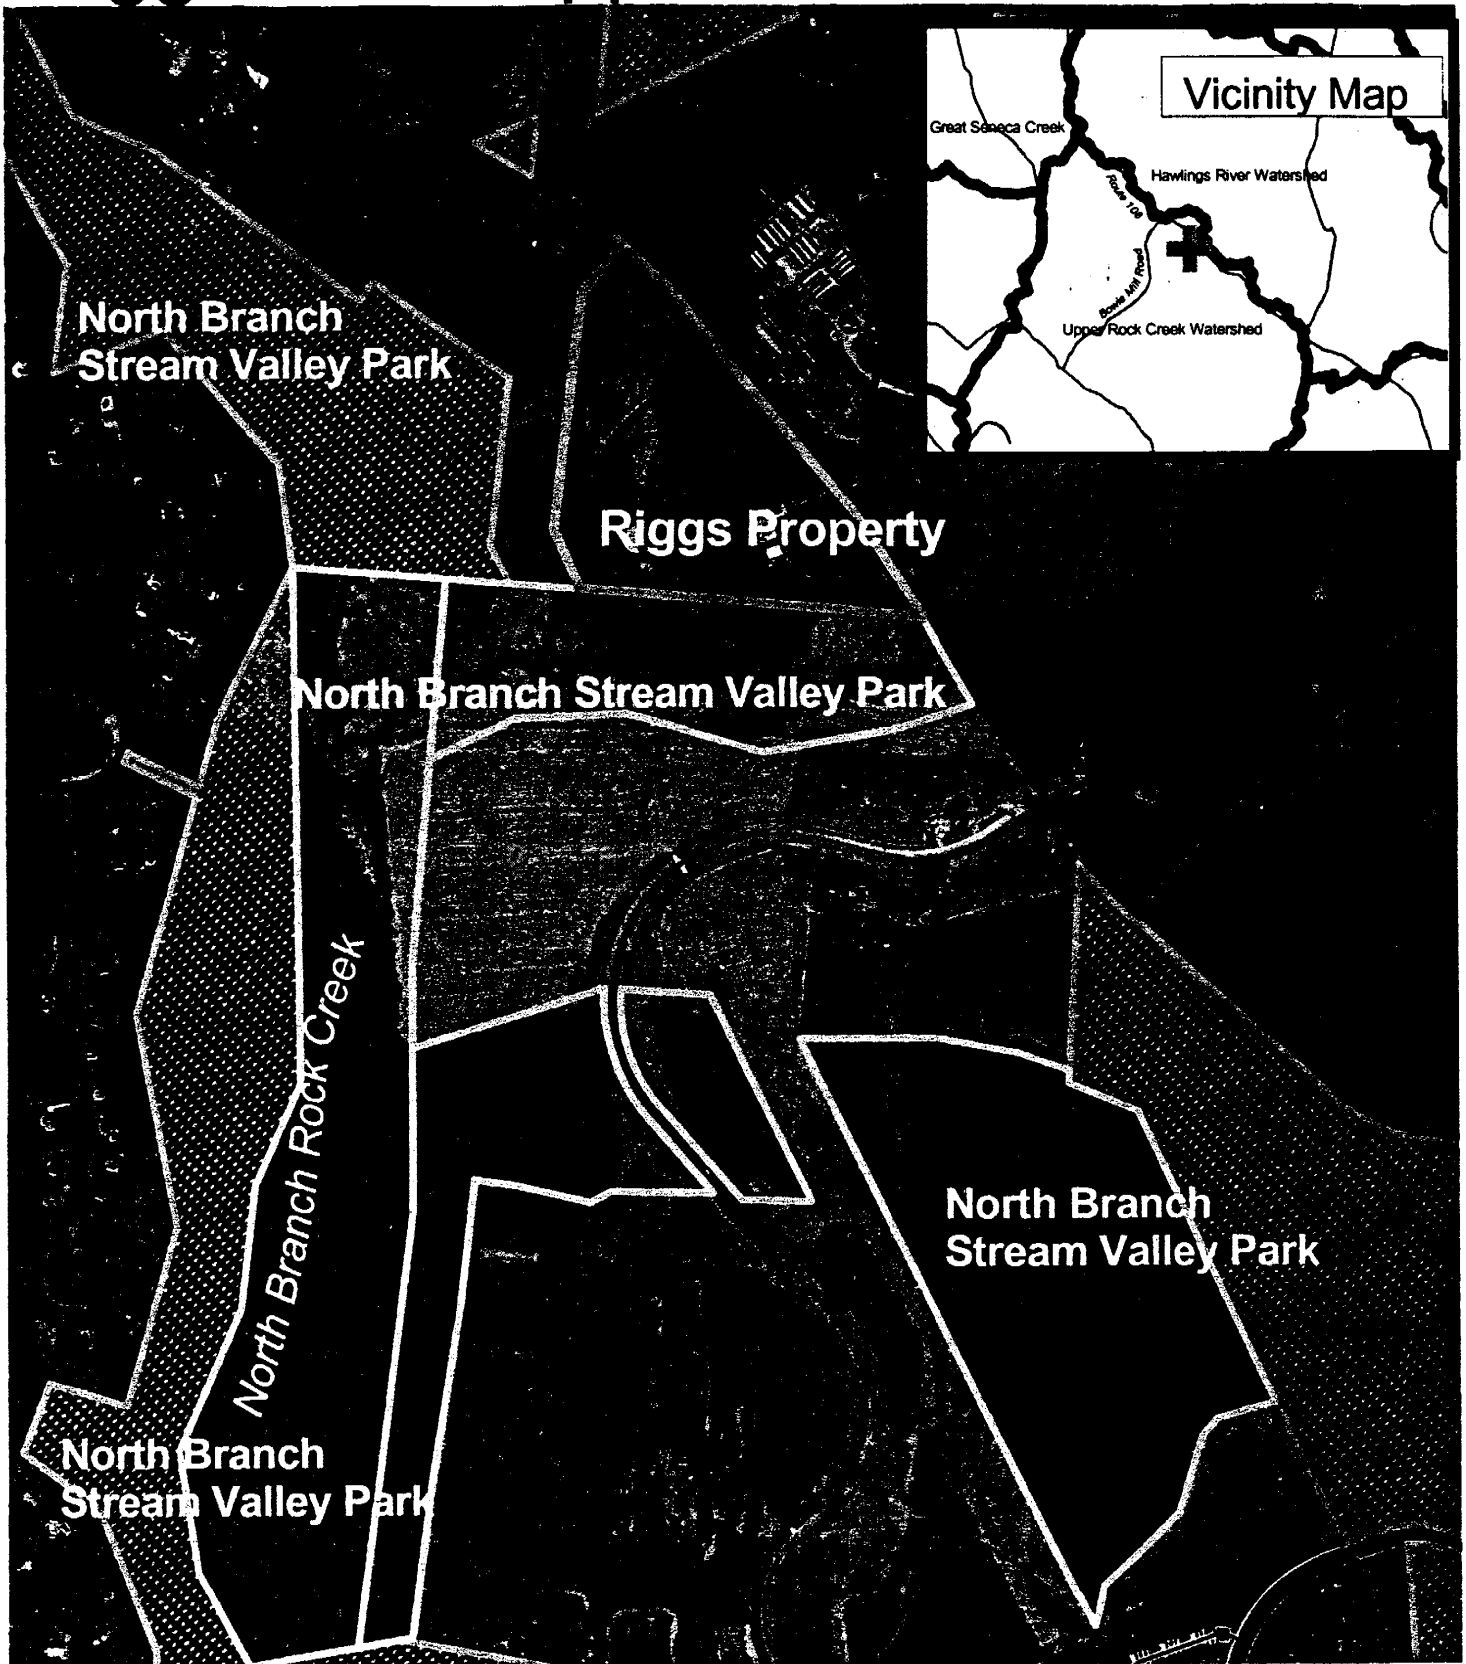 Vicinity Map
Great Seneca Creek
Hawlings River Watershed
Route 108
Bowie Mill Road
Upper Rock Creek Watershed
North Branch
Stream Valley Park
Riggs Property
North Branch Stream Valley Park
North Branch Rock Creek
North Branch
Stream Valley Park
North Branch
Stream Valley Park